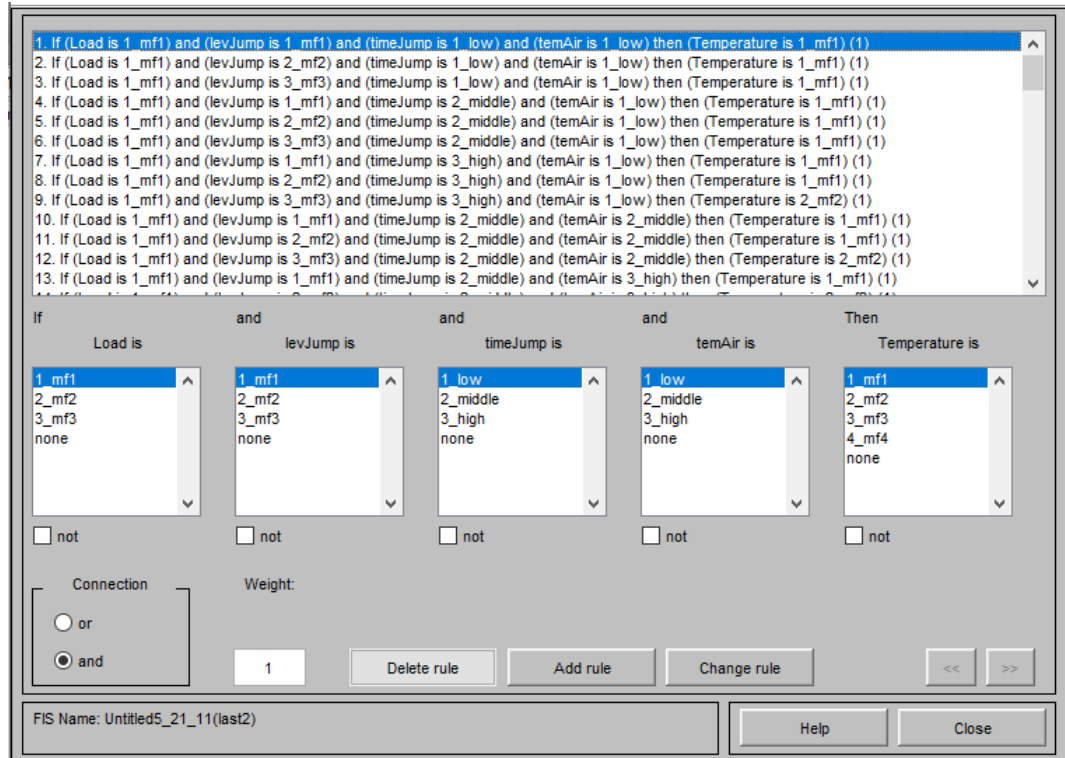 1. If (Load is 1_mf1) and (levJump is 1_mf1) and (timeJump is 1_low) and (temAir is 1_low) then (Temperature is 1_mf1) (1)
2. If (Load is 1_mf1) and (levJump is 2_mf2) and (timeJump is 1_low) and (temAir is 1_low) then (Temperature is 1_mf1) (1)
3. If (Load is 1_mf1) and (levJump is 3_mf3) and (timeJump is 1_low) and (temAir is 1_low) then (Temperature is 1_mf1) (1)
4. If (Load is 1_mf1) and (levJump is 1_mf1) and (timeJump is 2_middle) and (temAir is 1_low) then (Temperature is 1_mf1) (1)
5. If (Load is 1_mf1) and (levJump is 2_mf2) and (timeJump is 2_middle) and (temAir is 1_low) then (Temperature is 1_mf1) (1)
6. If (Load is 1_mf1) and (levJump is 3_mf3) and (timeJump is 2_middle) and (temAir is 1_low) then (Temperature is 1_mf1) (1)
7. If (Load is 1_mf1) and (levJump is 1_mf1) and (timeJump is 3_high) and (temAir is 1_low) then (Temperature is 1_mf1) (1)
8. If (Load is 1_mf1) and (levJump is 2_mf2) and (timeJump is 3_high) and (temAir is 1_low) then (Temperature is 1_mf1) (1)
9. If (Load is 1_mf1) and (levJump is 3_mf3) and (timeJump is 3_high) and (temAir is 1_low) then (Temperature is 2_mf2) (1)
10. If (Load is 1_mf1) and (levJump is 1_mf1) and (timeJump is 2_middle) and (temAir is 2_middle) then (Temperature is 1_mf1) (1)
11. If (Load is 1_mf1) and (levJump is 2_mf2) and (timeJump is 2_middle) and (temAir is 2_middle) then (Temperature is 1_mf1) (1)
12. If (Load is 1_mf1) and (levJump is 3_mf3) and (timeJump is 2_middle) and (temAir is 2_middle) then (Temperature is 2_mf2) (1)
13. If (Load is 1_mf1) and (levJump is 1_mf1) and (timeJump is 2_middle) and (temAir is 3_high) then (Temperature is 1_mf1) (1)
If and and and Then
Load is levJump is timeJump is temAir is Temperature is
1_mf1 1_mf1 1_low 1_low 1_mf1
2_mf2 2_mf2 2_middle 2_middle 2_mf2
3_mf3 3_mf3 3_high 3_high 3_mf3
none none none none 4_mf4
none
not not not not not
Connection Weight:
or
and 1 Delete rule Add rule Change rule << >>
FIS Name: Untitled5_21_11(last2)
Help Close